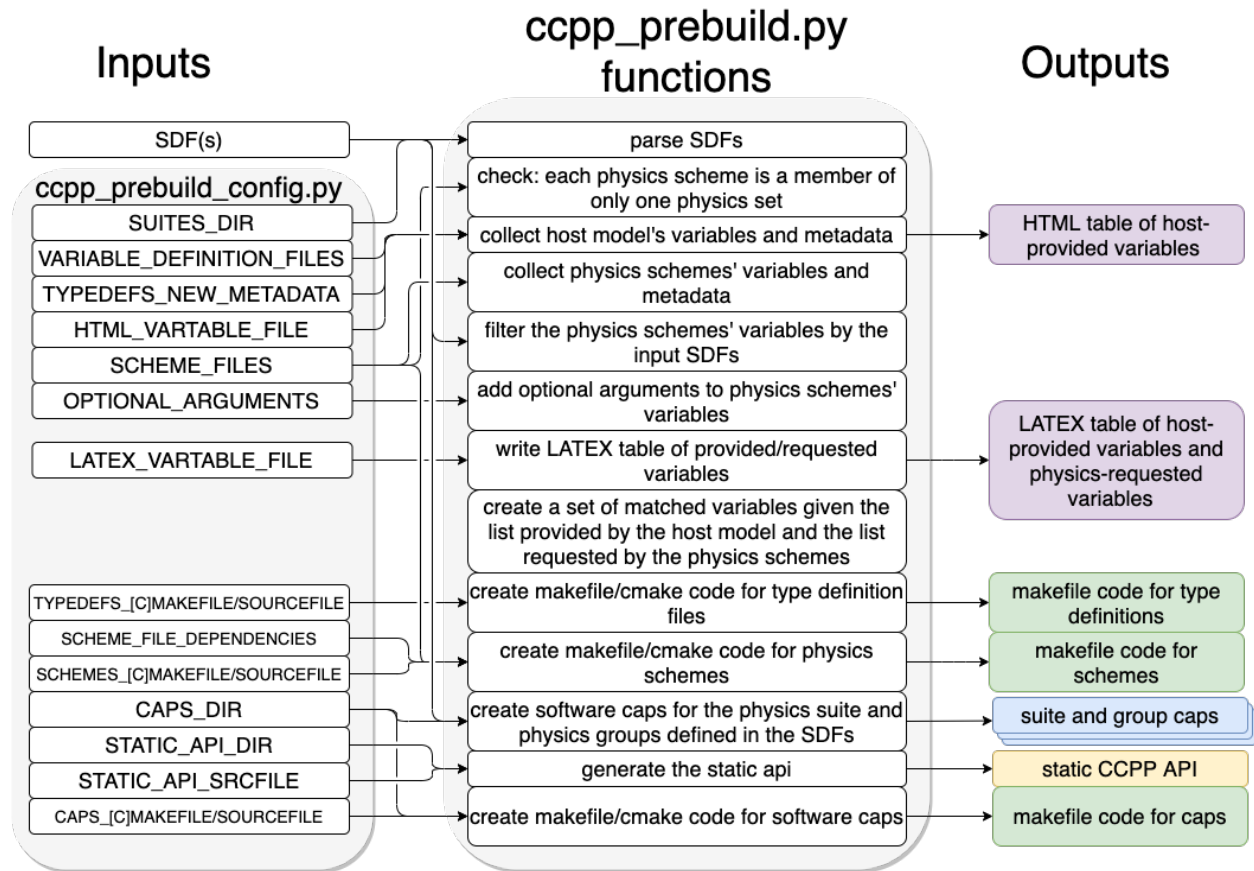 Inputs
ccpp_prebuild.py
functions
Outputs
SDF(s)
ccpp_prebuild_config.py
SUITES_DIR
VARIABLE_DEFINITION_FILES
TYPEDEFS_NEW_METADATA
HTML_VARTABLE_FILE
SCHEME_FILES
OPTIONAL_ARGUMENTS
LATEX_VARTABLE_FILE
TYPEDEFS_[C]MAKEFILE/SOURCEFILE
SCHEME_FILE_DEPENDENCIES
SCHEMES_[C]MAKEFILE/SOURCEFILE
CAPS_DIR
STATIC_API_DIR
STATIC_API_SRCFILE
CAPS_[C]MAKEFILE/SOURCEFILE
parse SDFs
check: each physics scheme is a member of
only one physics set
collect host model's variables and metadata
collect physics schemes' variables and
metadata
filter the physics schemes' variables by the
input SDFs
add optional arguments to physics schemes'
variables
write LATEX table of provided/requested
variables
create a set of matched variables given the
list provided by the host model and the list
requested by the physics schemes
create makefile/cmake code for type definition
files
create makefile/cmake code for physics
schemes
create software caps for the physics suite and
physics groups defined in the SDFs
generate the static api
create makefile/cmake code for software caps
HTML table of host-
provided variables
LATEX table of host-
provided variables and
physics-requested
variables
makefile code for type
definitions
makefile code for
schemes
suite and group caps
static CCPP API
makefile code for caps